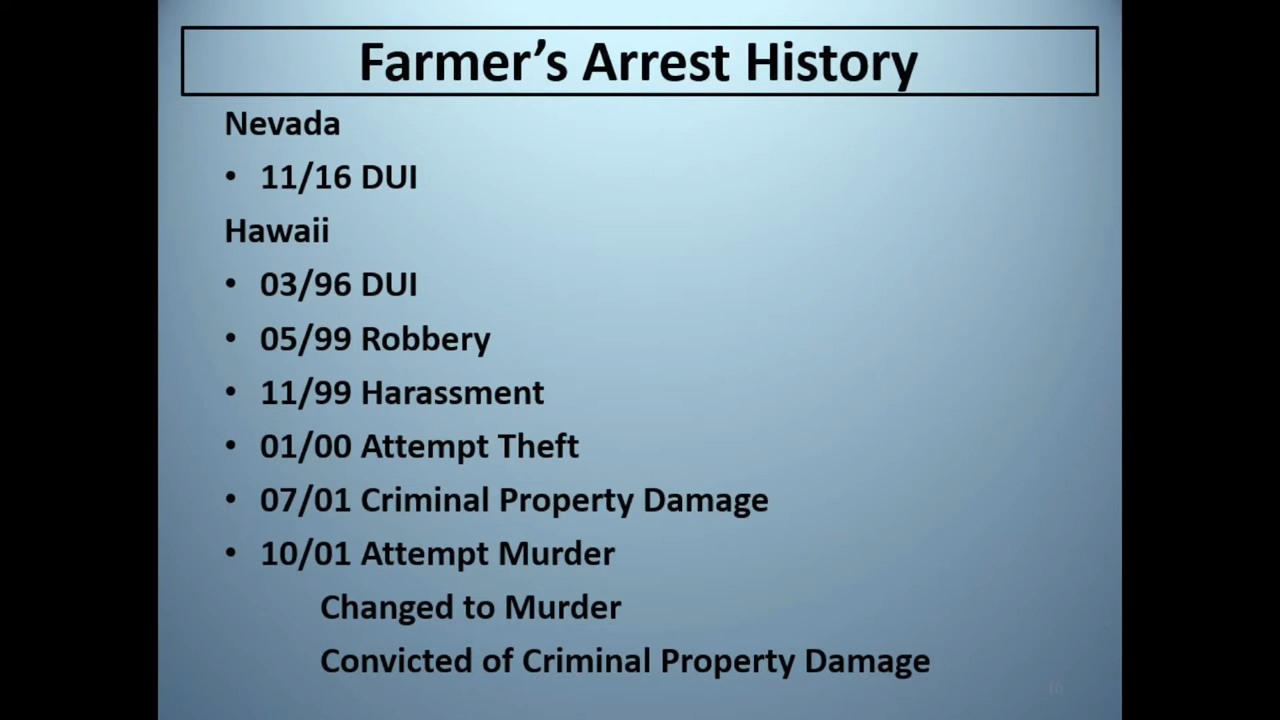 Farmer’s Arrest History
Nevada
• 11/16 DUI
Hawaii
• 03/96 DUI
• 05/99 Robbery
• 11/99 Harassment
• 01/00 Attempt Theft
• 07/01 Criminal Property Damage
• 10/01 Attempt Murder
Changed to Murder
Convicted of Criminal Property Damage